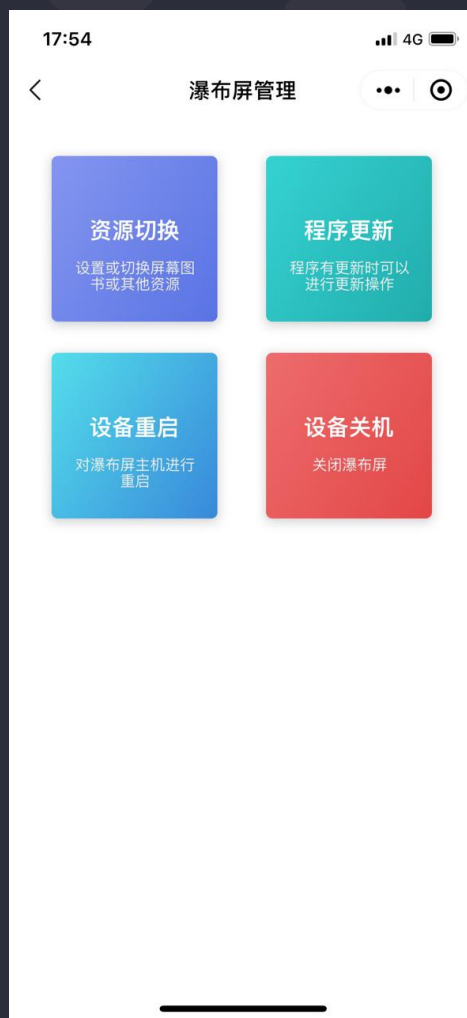 17:54
4G
瀑布屏管理
资源切换
设置或切换屏幕图
书或其他资源
程序更新
程序有更新时可以
进行更新操作
设备重启
对瀑布屏主机进行
重启
设备关机
关闭瀑布屏